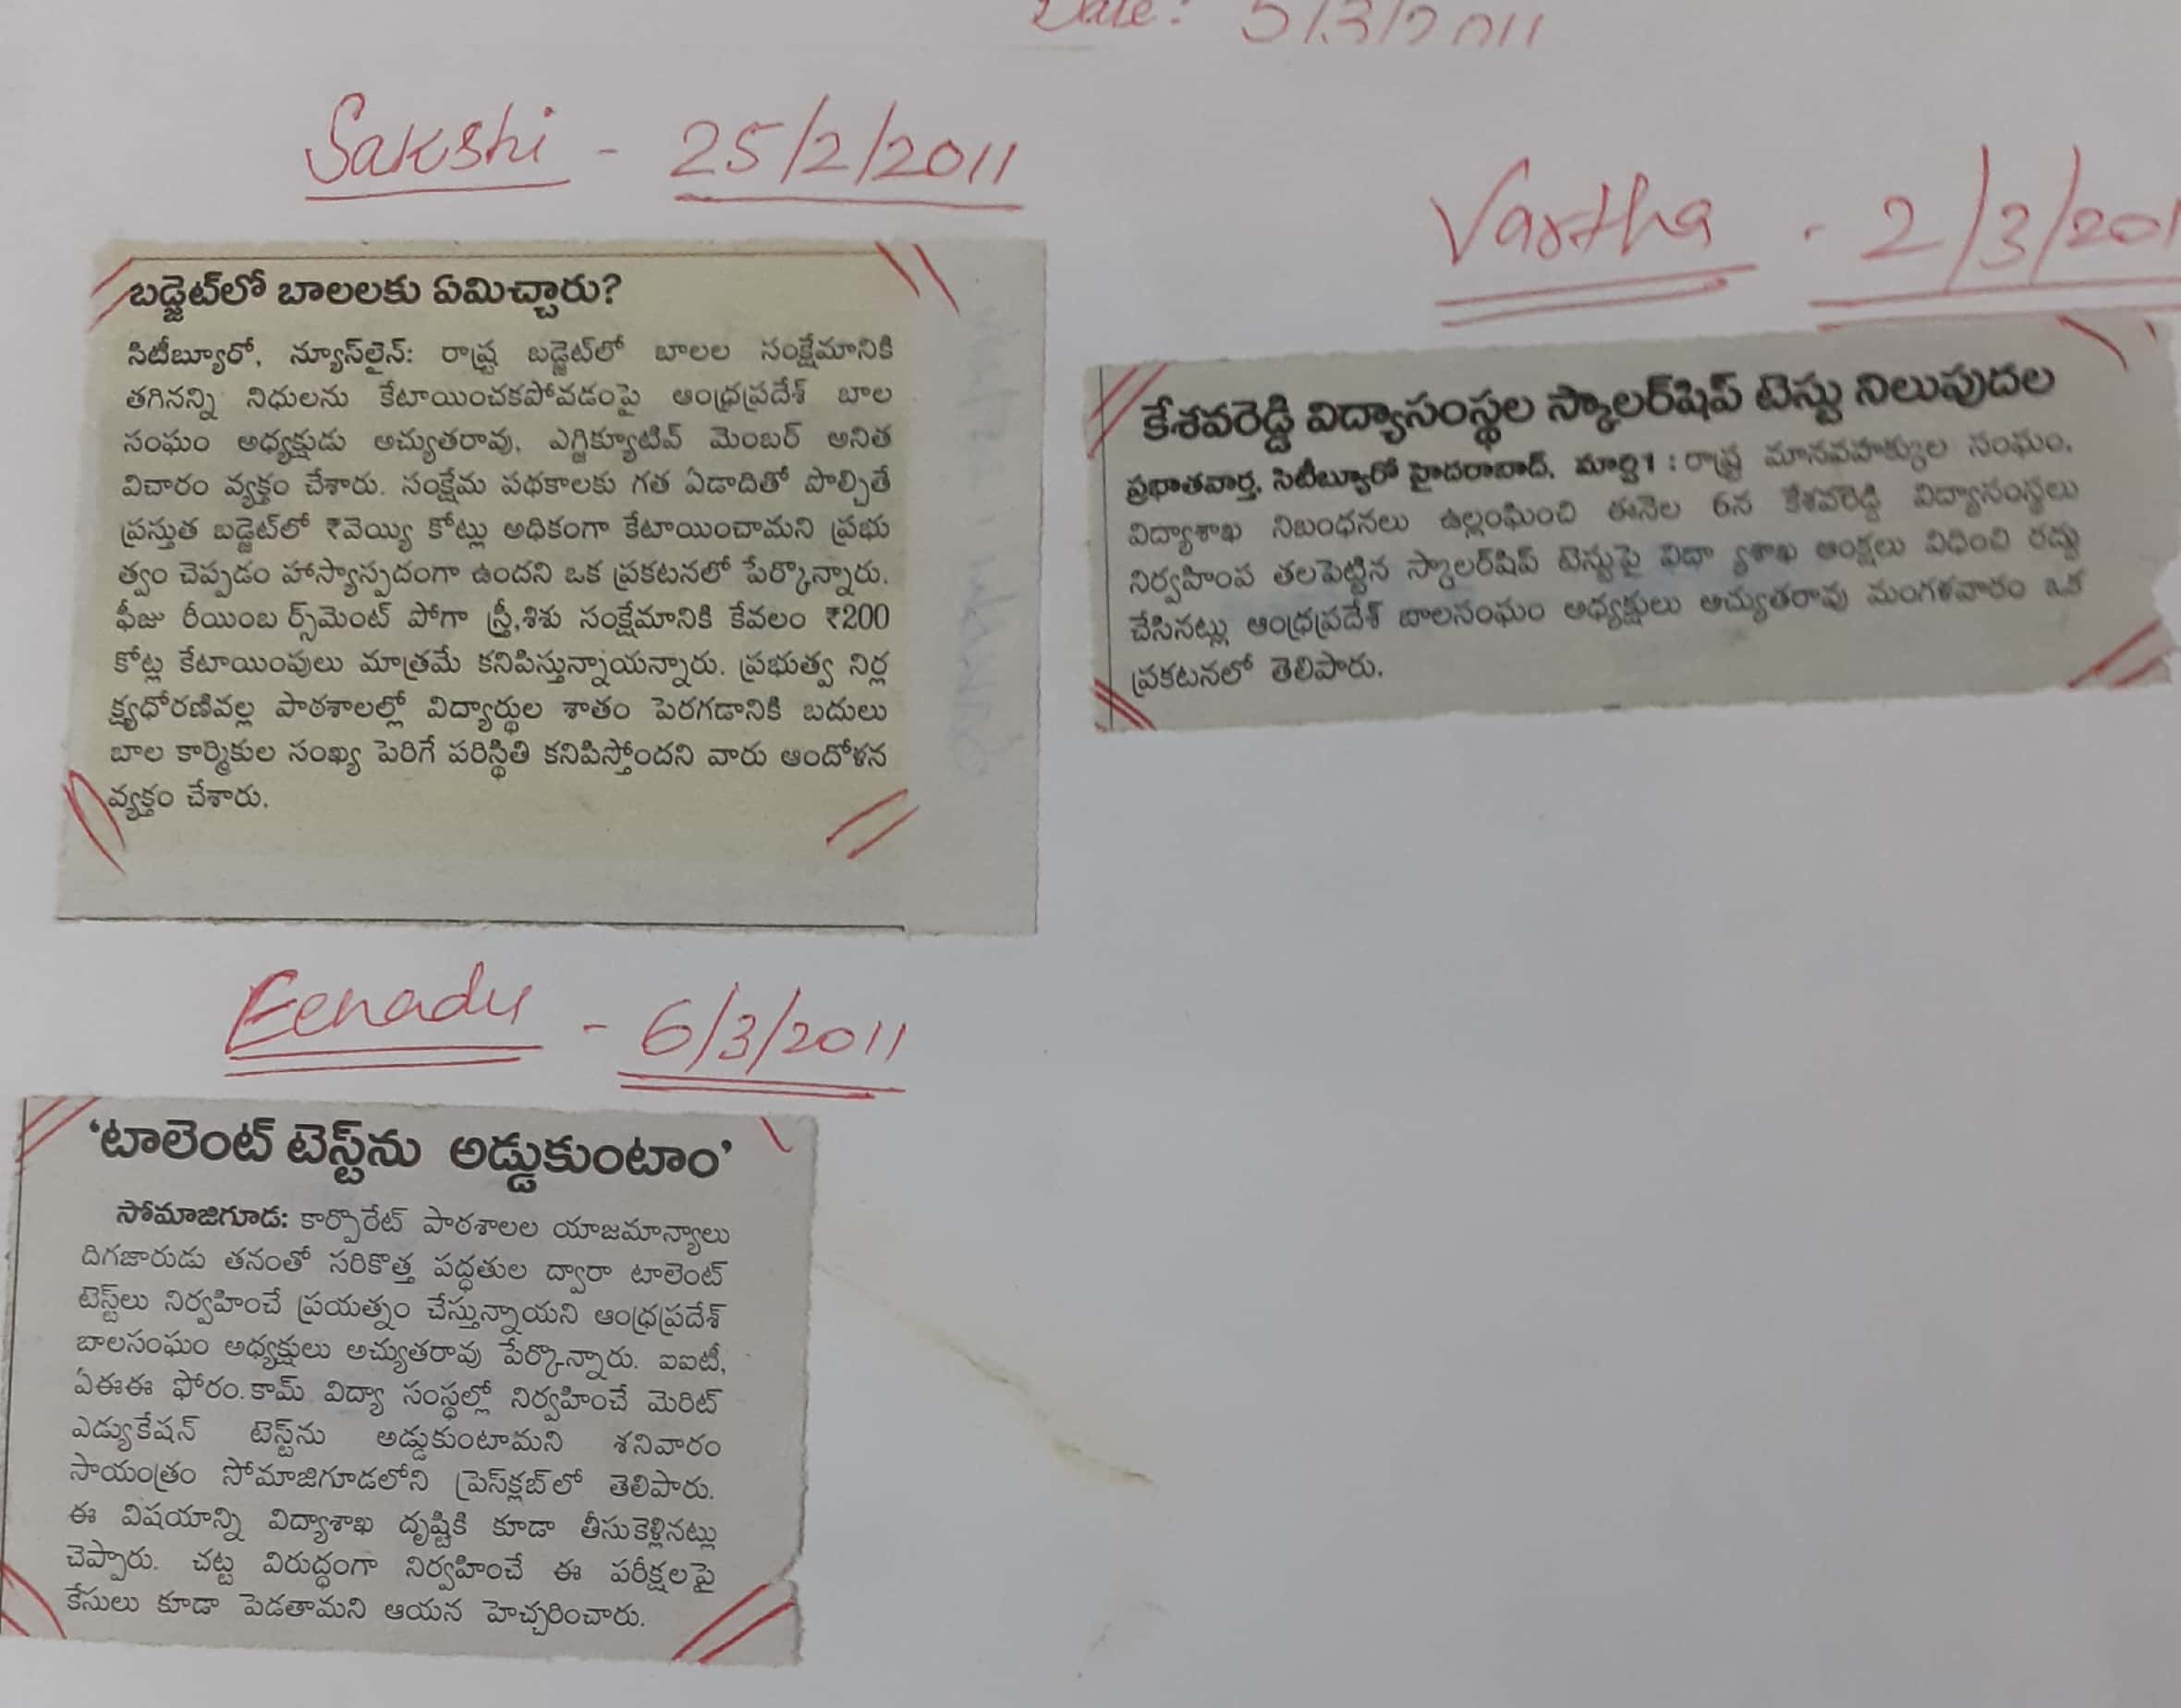 Date: 5/3/2011
Sakshi - 25/2/2011
బడ్జెట్‌లో బాలలకు ఏమిచ్చారు?
సిటీబ్యూరో, న్యూస్‌లైన్: రాష్ట్ర బడ్జెట్‌లో బాలల సంక్షేమానికి
తగినన్ని నిధులను కేటాయించకపోవడంపై ఆంధ్రప్రదేశ్ బాల
సంఘం అధ్యక్షుడు అచ్యుతరావు, ఎగ్జిక్యూటివ్ మెంబర్ అనిత
విచారం వ్యక్తం చేశారు. సంక్షేమ పథకాలకు గత ఏడాదితో పొల్చితే
ప్రస్తుత బడ్జెట్‌లో ₹వెయ్యి కోట్లు అధికంగా కేటాయించామని ప్రభు
త్వం చెప్పడం హాస్యాస్పదంగా ఉందని ఒక ప్రకటనలో పేర్కొన్నారు.
ఫీజు రీయింబ ర్స్‌మెంట్ పోగా స్త్రీ,శిశు సంక్షేమానికి కేవలం ₹200
కోట్ల కేటాయింపులు మాత్రమే కనిపిస్తున్నాయన్నారు. ప్రభుత్వ నిర్ల
క్ష్యధోరణివల్ల పాఠశాలల్లో విద్యార్థుల శాతం పెరగడానికి బదులు
బాల కార్మికుల సంఖ్య పెరిగే పరిస్థితి కనిపిస్తోందని వారు ఆందోళన
వ్యక్తం చేశారు.
Vartha - 2/3/201
కేశవరెడ్డి విద్యాసంస్థల స్కాలర్‌షిప్ టెస్టు నిలుపుదల
ప్రభాతవార్త, సిటీబ్యూరో హైదరాబాద్, మార్చి1 : రాష్ట్ర మానవహక్కుల సంఘం,
విద్యాశాఖ నిబంధనలు ఉల్లంఘించి ఈనెల 6న కేశవరెడ్డి విద్యాసంస్థలు
నిర్వహింప తలపెట్టిన స్కాలర్‌షిప్ టెస్టుపై విదా ్యశాఖ ఆంక్షలు విధించి రద్దు
చేసినట్లు ఆంధ్రప్రదేశ్ బాలసంఘం అధ్యక్షులు అచ్యుతరావు మంగళవారం ఒక
ప్రకటనలో తెలిపారు.
Eenadu - 6/3/2011
‘టాలెంట్ టెస్ట్‌ను అడ్డుకుంటాం’
సోమాజిగూడ: కార్పొరేట్ పాఠశాలల యాజమాన్యాలు
దిగజారుడు తనంతో సరికొత్త పద్ధతుల ద్వారా టాలెంట్
టెస్ట్‌లు నిర్వహించే ప్రయత్నం చేస్తున్నాయని ఆంధ్రప్రదేశ్
బాలసంఘం అధ్యక్షులు అచ్యుతరావు పేర్కొన్నారు. ఐఐటీ,
ఏఈఈ ఫోరం.కామ్ విద్యా సంస్థల్లో నిర్వహించే మెరిట్
ఎడ్యుకేషన్ టెస్ట్‌ను అడ్డుకుంటామని శనివారం
సాయంత్రం సోమాజిగూడలోని ప్రెస్‌క్లబ్‌లో తెలిపారు.
ఈ విషయాన్ని విద్యాశాఖ దృష్టికి కూడా తీసుకెళ్లినట్లు
చెప్పారు. చట్ట విరుద్ధంగా నిర్వహించే ఈ పరీక్షలపై
కేసులు కూడా పెడతామని ఆయన హెచ్చరించారు.